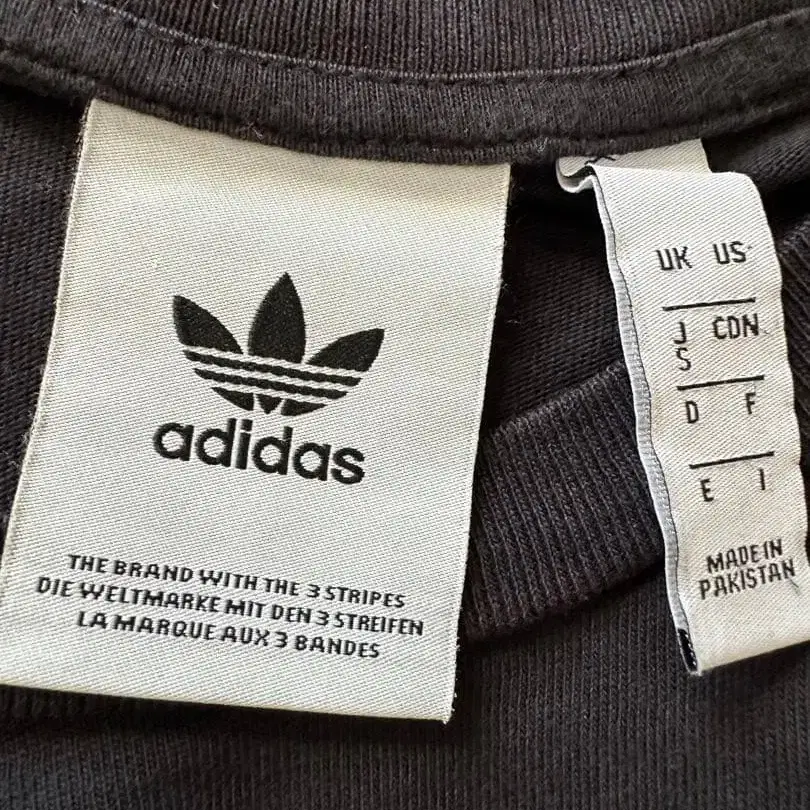 adidas
THE BRAND WITH THE 3 STRIPES
DIE WELTMARKE MIT DEN 3 STREIFEN
LA MARQUE AUX 3 BANDES
UK US
J CDN
S
D F
E I
MADE IN
PAKISTAN